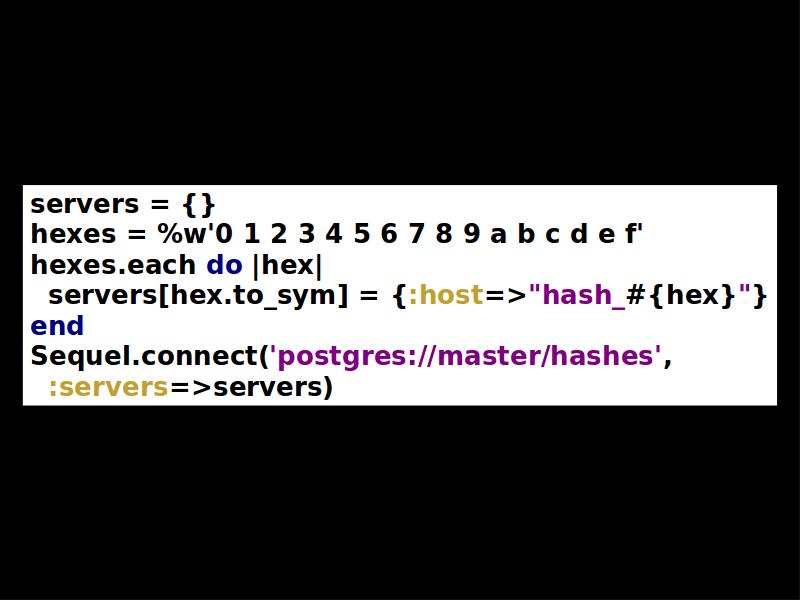 servers = {}
hexes = %w'0 1 2 3 4 5 6 7 8 9 a b c d e f'
hexes.each do |hex|
  servers[hex.to_sym] = {:host=>"hash_#{hex}"}
end
Sequel.connect('postgres://master/hashes',
  :servers=>servers)